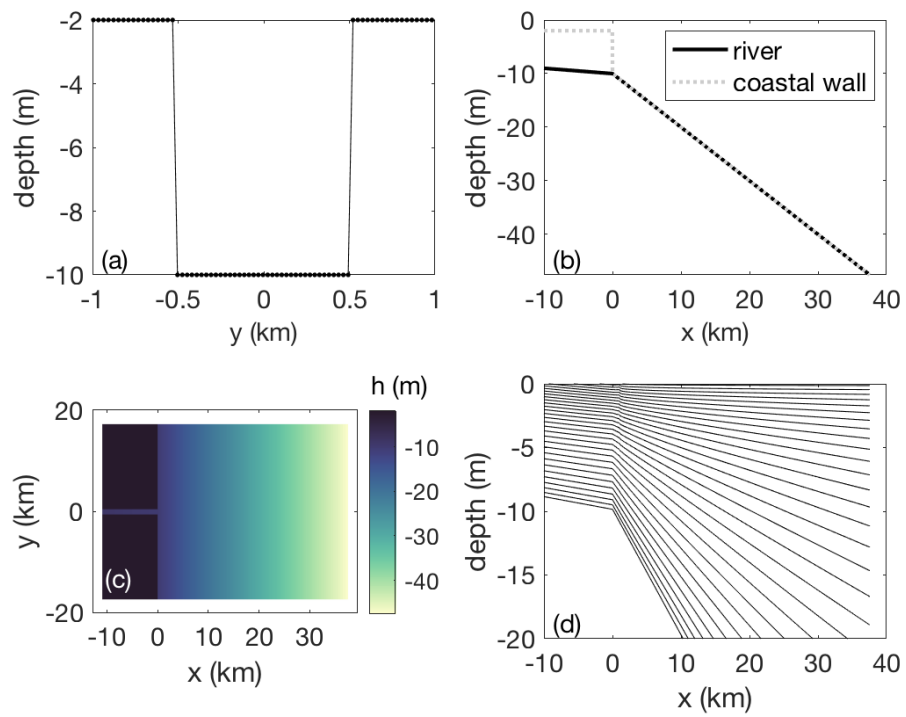 -2
-4
-6
-8
-10
depth (m)
(a)
-1
-0.5
0
0.5
1
y (km)
0
-10
-20
-30
-40
depth (m)
river
coastal wall
(b)
-10
0
10
20
30
40
x (km)
h (m)
20
0
-20
y (km)
(c)
-10
0
10
20
30
x (km)
-10
-20
-30
-40
0
-5
-10
-15
-20
depth (m)
(d)
-10
0
10
20
30
40
x (km)